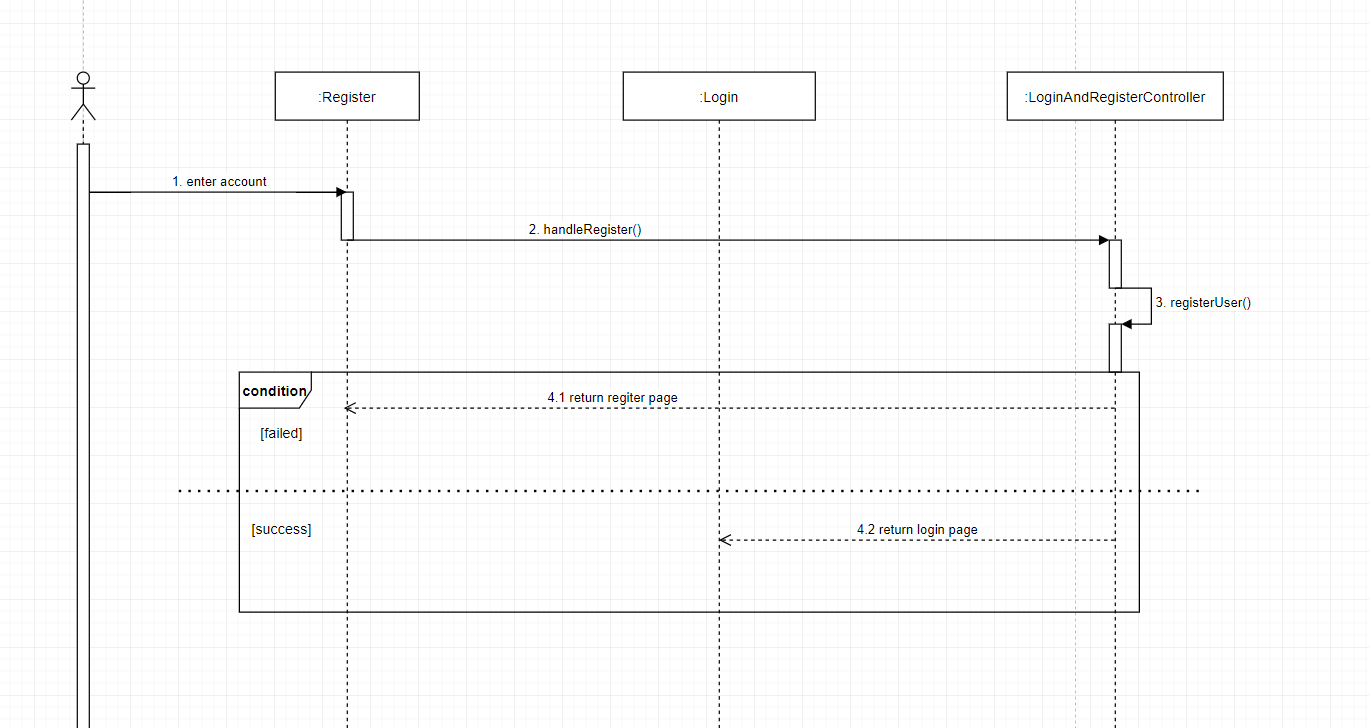 :Register
:Login
:LoginAndRegisterController
1. enter account
2. handleRegister()
3. registerUser()
condition
4.1 return regiter page
[failed]
[success]
4.2 return login page